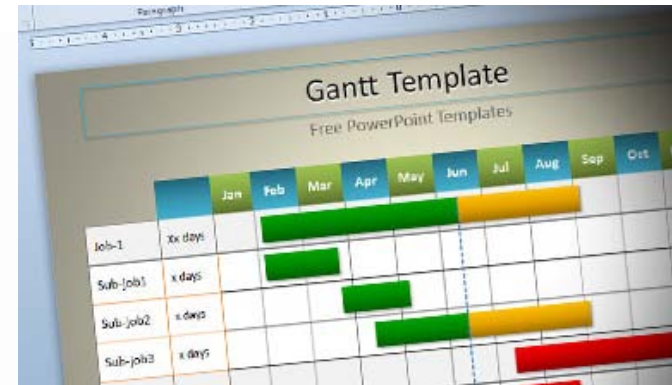 Paragraph
Gantt Template
Free PowerPoint Templates
Jan Feb Mar Apr May Jun Jul Aug Sep Oct
Job-1 Xx days
Sub-Job1 x days
Sub-Job2 x days
Sub-Job3 x days